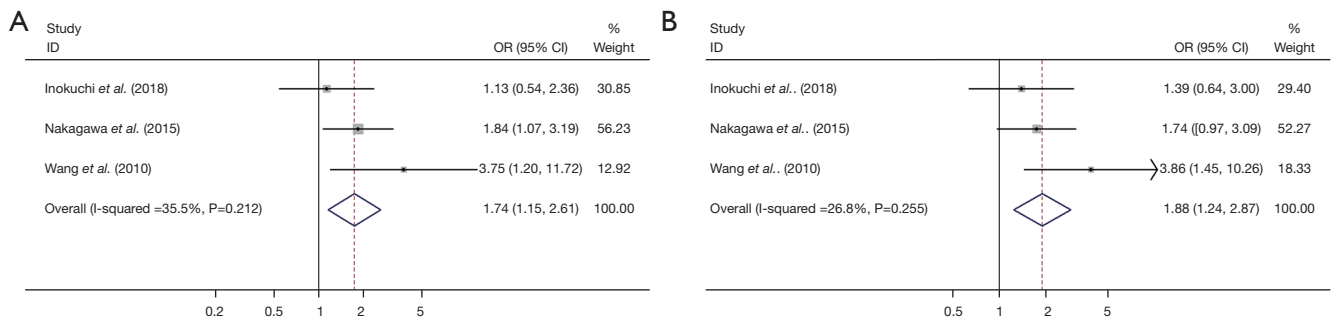 A
Study
%
ID OR (95% CI) Weight
Inokuchi et al. (2018) 1.13 (0.54, 2.36) 30.85
Nakagawa et al. (2015) 1.84 (1.07, 3.19) 56.23
Wang et al. (2010) 3.75 (1.20, 11.72) 12.92
Overall (I-squared =35.5%, P=0.212) 1.74 (1.15, 2.61) 100.00
0.2 0.5 1 2 5
B
Study
%
ID OR (95% CI) Weight
Inokuchi et al.. (2018) 1.39 (0.64, 3.00) 29.40
Nakagawa et al.. (2015) 1.74 ([0.97, 3.09) 52.27
Wang et al.. (2010) 3.86 (1.45, 10.26) 18.33
Overall (I-squared =26.8%, P=0.255) 1.88 (1.24, 2.87) 100.00
0.5 1 2 5